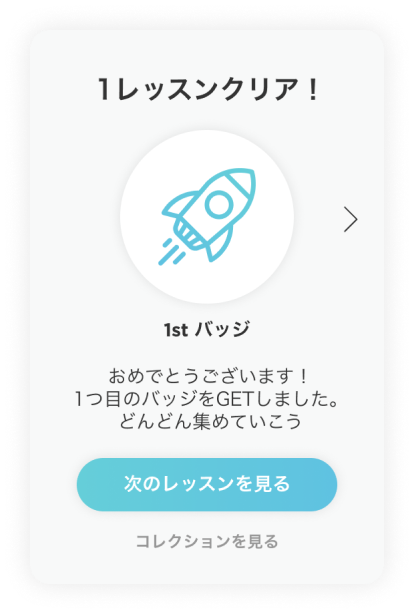 1レッスンクリア！
1st バッジ
おめでとうございます！
1つ目のバッジをGETしました。
どんどん集めていこう
次のレッスンを見る
コレクションを見る